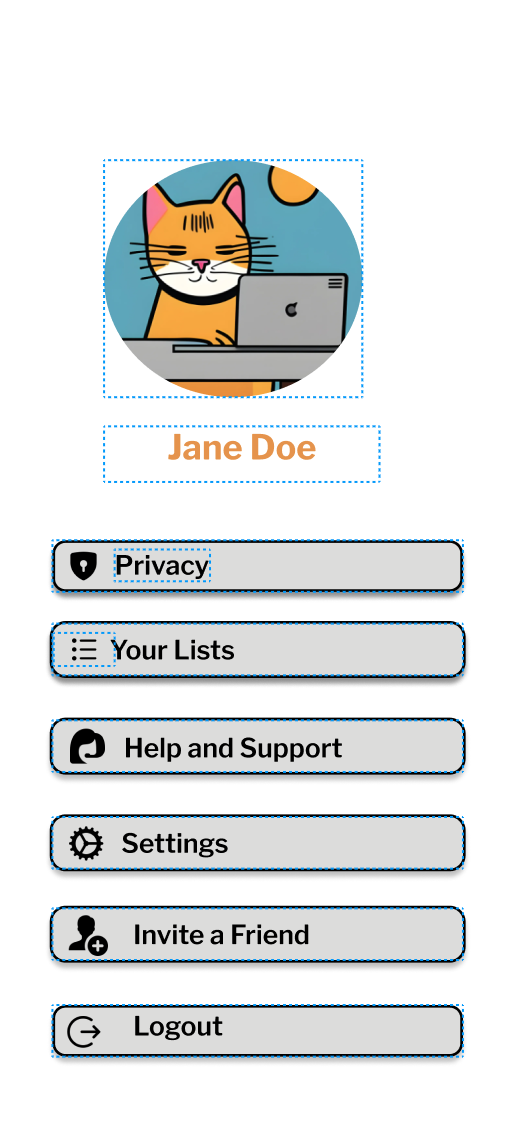 Jane Doe
Privacy
Your Lists
Help and Support
Settings
Invite a Friend
Logout